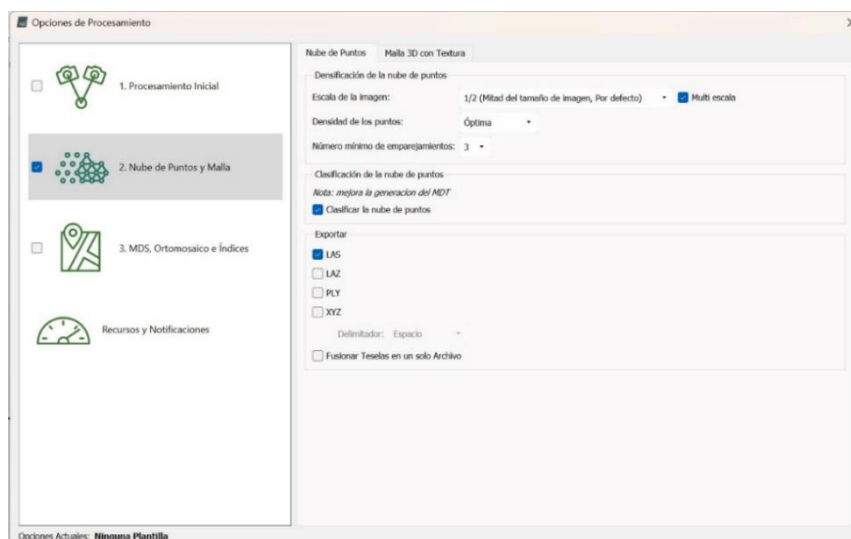 Opciones de Procesamiento
1. Procesamiento Inicial
2. Nube de Puntos y Malla
3. MDS, Ortomosaico e Índices
Recursos y Notificaciones
Nube de Puntos Malla 3D con Textura
Densificación de la nube de puntos
Escala de la imagen: 1/2 (Mitad del tamaño de imagen, Por defecto) Multi escala
Densidad de los puntos: Óptima
Número mínimo de emparejamientos: 3
Clasificación de la nube de puntos
Nota: mejora la generacion del MDT
Clasificar la nube de puntos
Exportar
LAS
LAZ
PLY
XYZ
Delimitador: Espacio
Fusionar Teselas en un solo Archivo
Opciones Actuales: Ninguna Plantilla